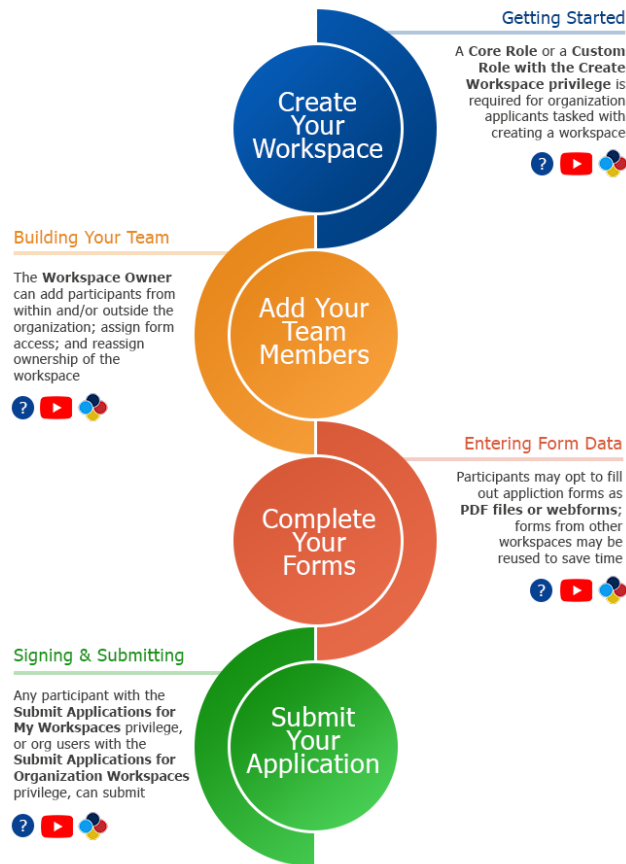 Getting Started
A Core Role or a Custom
Role with the Create
Workspace privilege is
required for organization
applicants tasked with
creating a workspace
?
Create
Your
Workspace
Building Your Team
The Workspace Owner
can add participants from
within and/or outside the
organization; assign form
access; and reassign
ownership of the
workspace
?
Add Your
Team
Members
Entering Form Data
Participants may opt to fill
out appliction forms as
PDF files or webforms;
forms from other
workspaces may be
reused to save time
?
Complete
Your
Forms
Signing & Submitting
Any participant with the
Submit Applications for
My Workspaces privilege,
or org users with the
Submit Applications for
Organization Workspaces
privilege, can submit
?
Submit
Your
Application